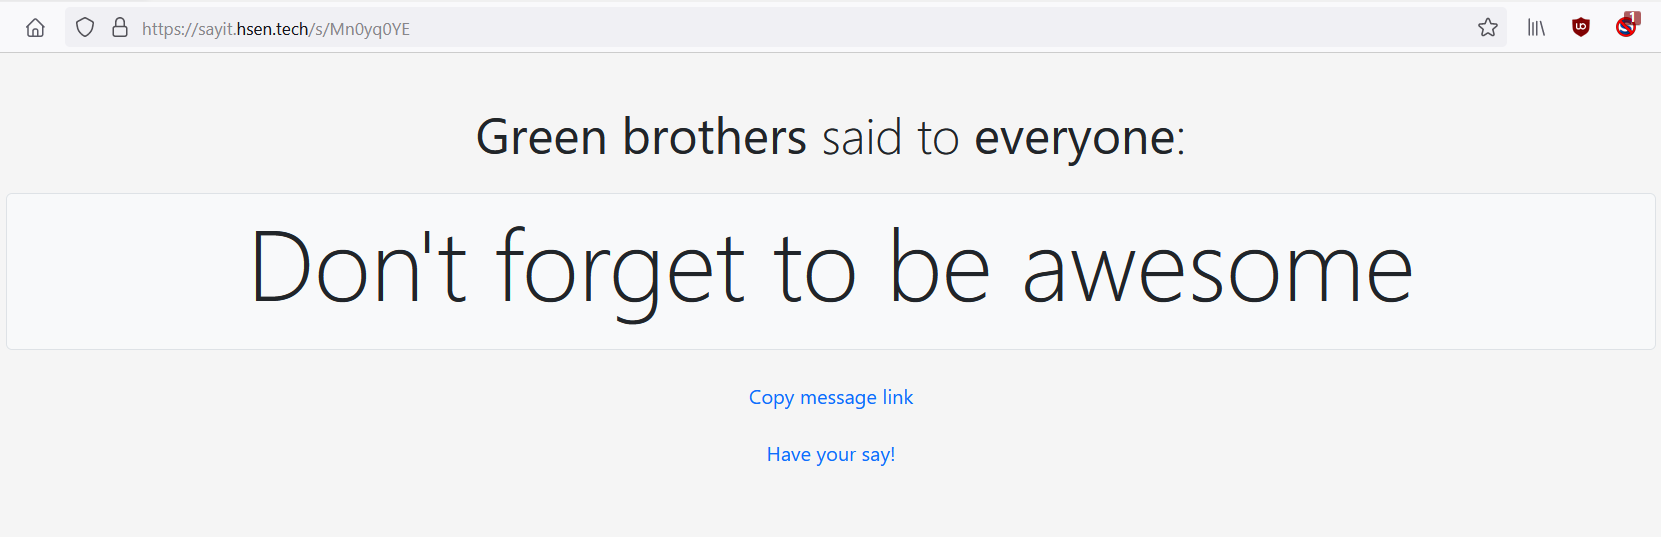 https://sayit.hsen.tech/s/Mn0yq0YE
1
Green brothers said to everyone:
Don't forget to be awesome
Copy message link
Have your say!